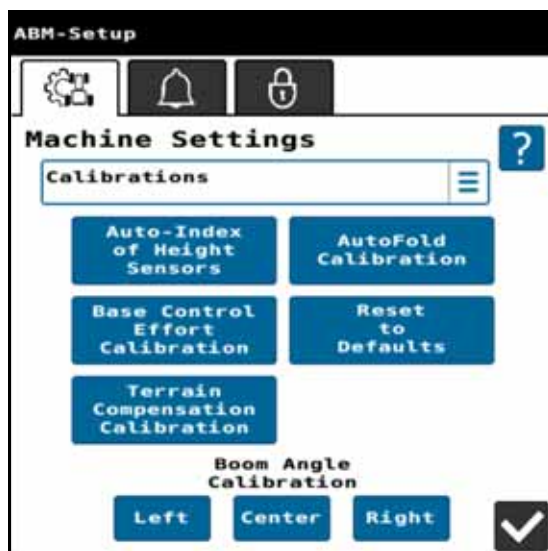 ABM-Setup
Machine Settings
?
Calibrations
Auto-Index
of Height
Sensors
AutoFold
Calibration
Base Control
Effort
Calibration
Reset
to
Defaults
Terrain
Compensation
Calibration
Boom Angle
Calibration
Left
Center
Right